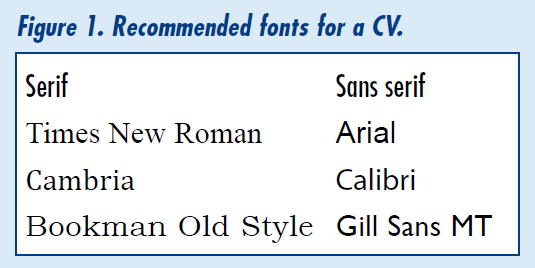 Figure 1. Recommended fonts for a CV.
Serif Sans serif
Times New Roman Arial
Cambria Calibri
Bookman Old Style Gill Sans MT